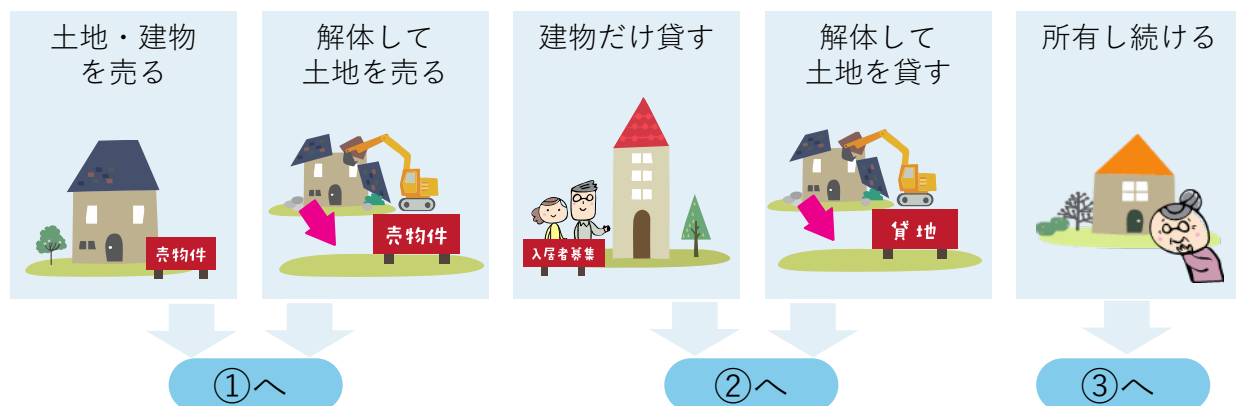 土地・建物
を売る
売物件
解体して
土地を売る
売物件
建物だけ貸す
入居者募集
解体して
土地を貸す
貸地
所有し続ける
①へ
②へ
③へ